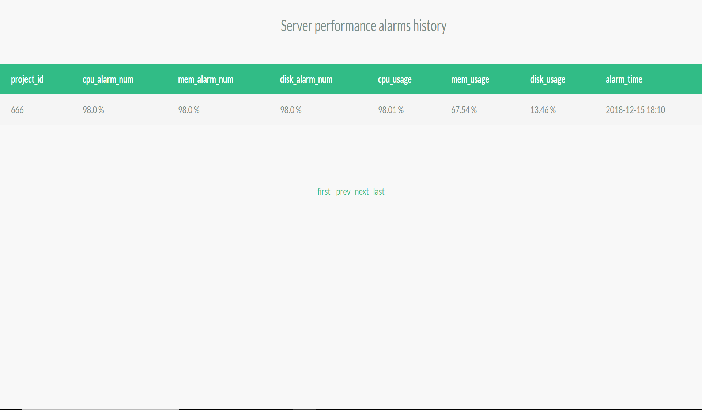 Server performance alarms history
project_id cpu_alarm_num mem_alarm_num disk_alarm_num cpu_usage mem_usage disk_usage alarm_time
666 98.0 % 98.0 % 98.0 % 98.01 % 67.54 % 13.46 % 2018-12-15 18:10
first prev next last